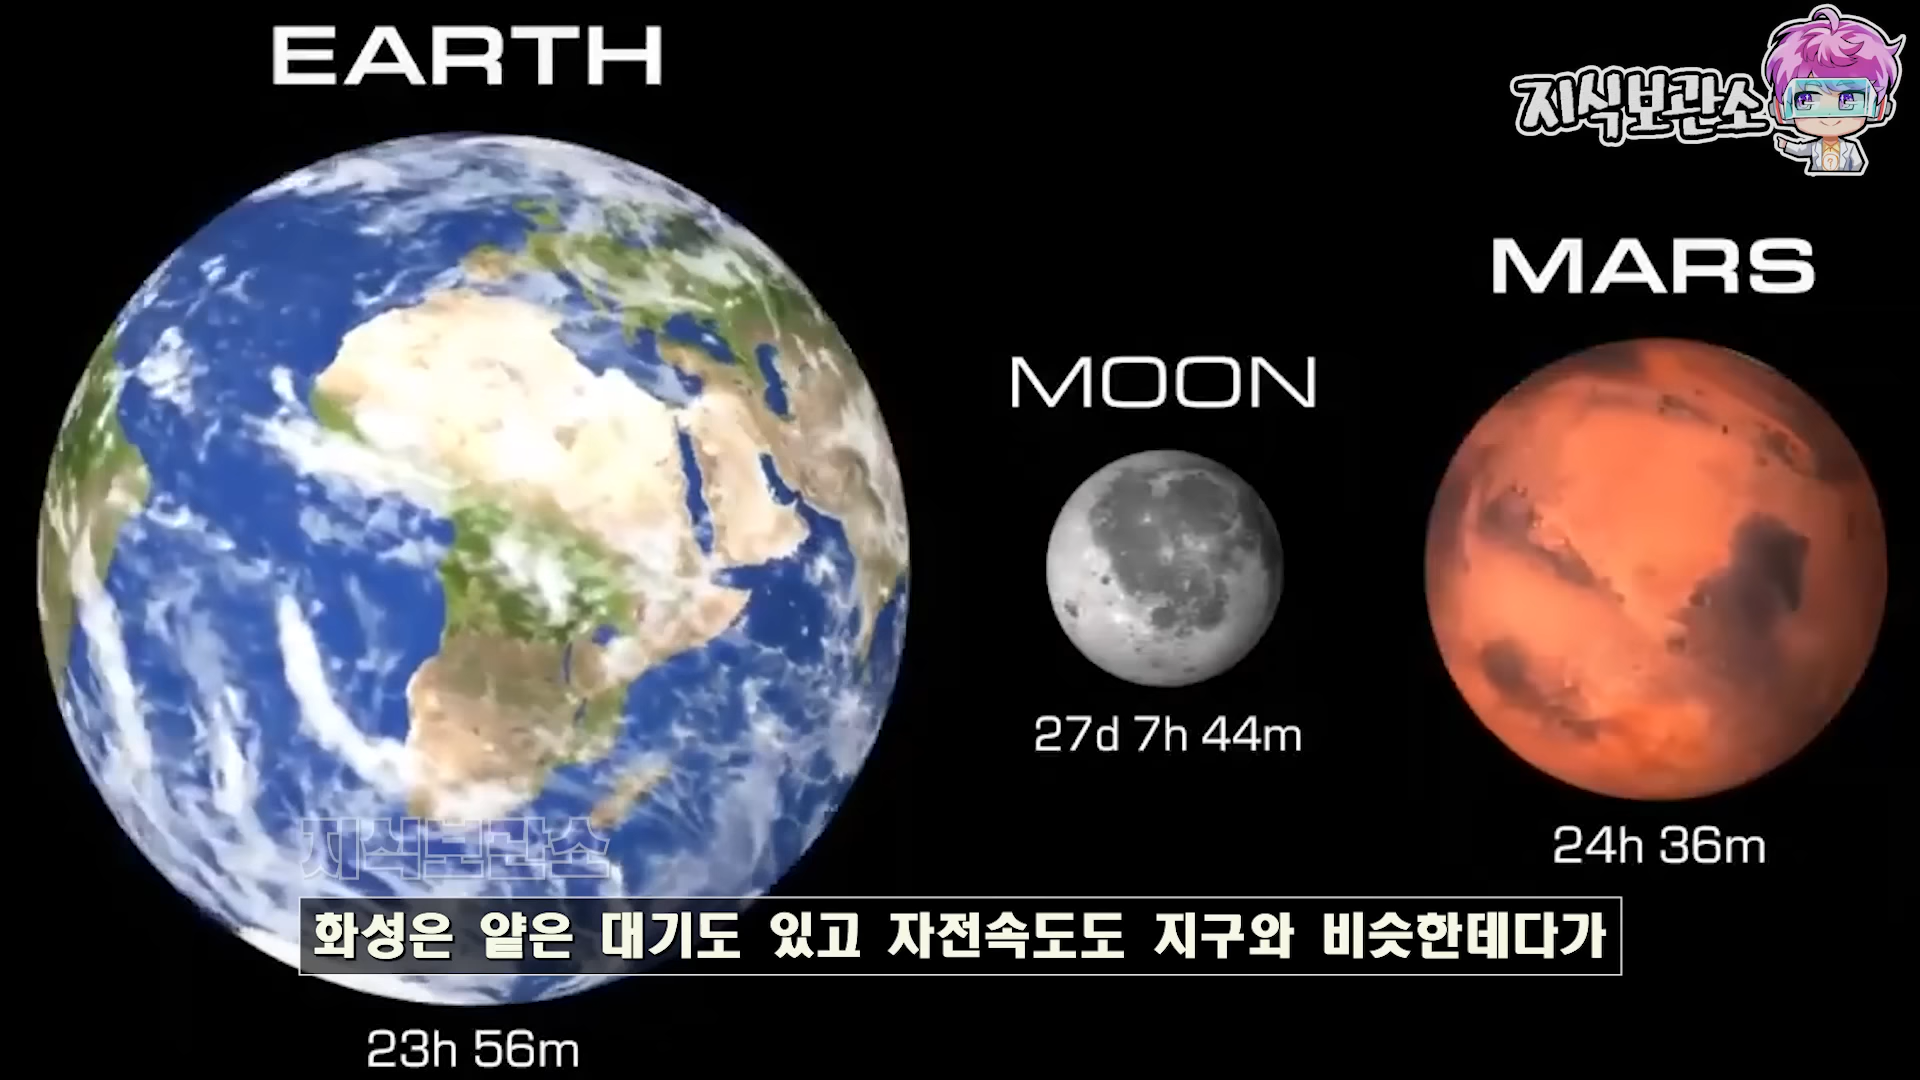 EARTH
지식보관소
MARS
MOON
27d 7h 44m
24h 36m
지식보관소
화성은 얕은 대기도 있고 자전속도도 지구와 비슷한데다가
23h 56m